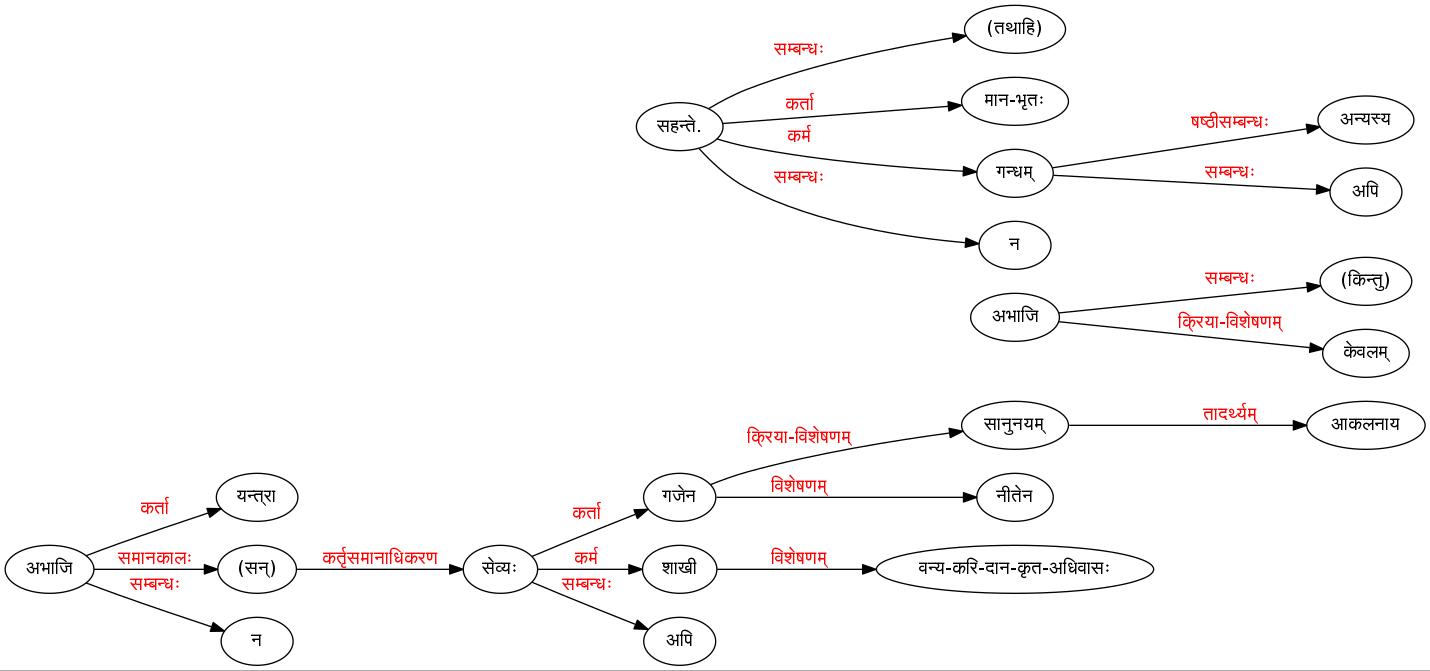 (तथाहि)
सम्बन्धः
मान-भृतः
कर्ता
सहन्ते.
कर्म
अन्यस्य
षष्ठीसम्बन्धः
गन्धम्
सम्बन्धः
सम्बन्धः
अपि
न
सम्बन्धः
(किन्तु)
अभाजि
क्रिया-विशेषणम्
केवलम्
तादर्थ्यम्
सानुनयम्
आकलनाय
क्रिया-विशेषणम्
विशेषणम्
यन्त्रा
गजेन
नीतेन
कर्ता
कर्ता
समानकालः
कर्तृसमानाधिकरण
कर्म
विशेषणम्
अभाजि
(सन्)
सेव्यः
शाखी
वन्य-करि-दान-कृत-अधिवासः
सम्बन्धः
सम्बन्धः
न
अपि